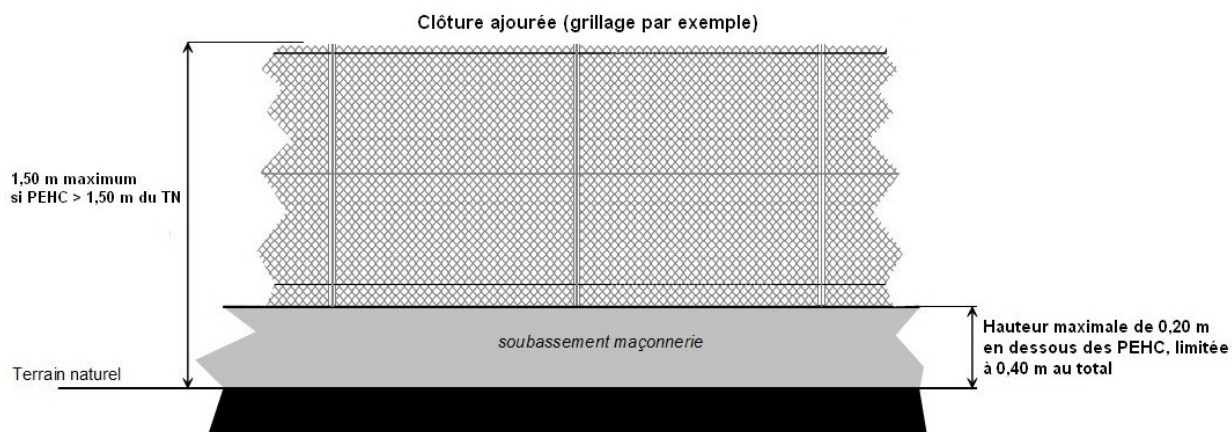 Clôture ajourée (grillage par exemple)
1,50 m maximum
si PEHC > 1,50 m du TN
soubassement maçonnerie
Hauteur maximale de 0,20 m
en dessous des PEHC, limitée
à 0,40 m au total
Terrain naturel